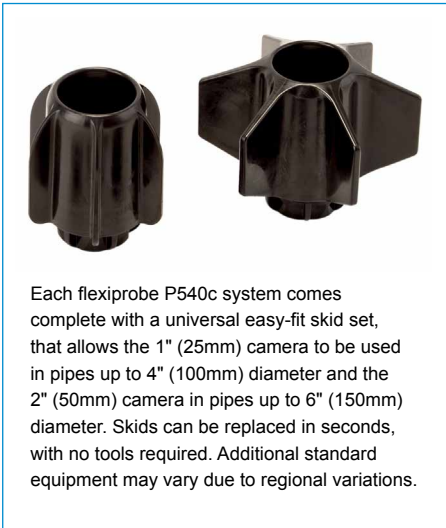 Each flexiprobe P540c system comes
complete with a universal easy-fit skid set,
that allows the 1" (25mm) camera to be used
in pipes up to 4" (100mm) diameter and the
2" (50mm) camera in pipes up to 6" (150mm)
diameter. Skids can be replaced in seconds,
with no tools required. Additional standard
equipment may vary due to regional variations.